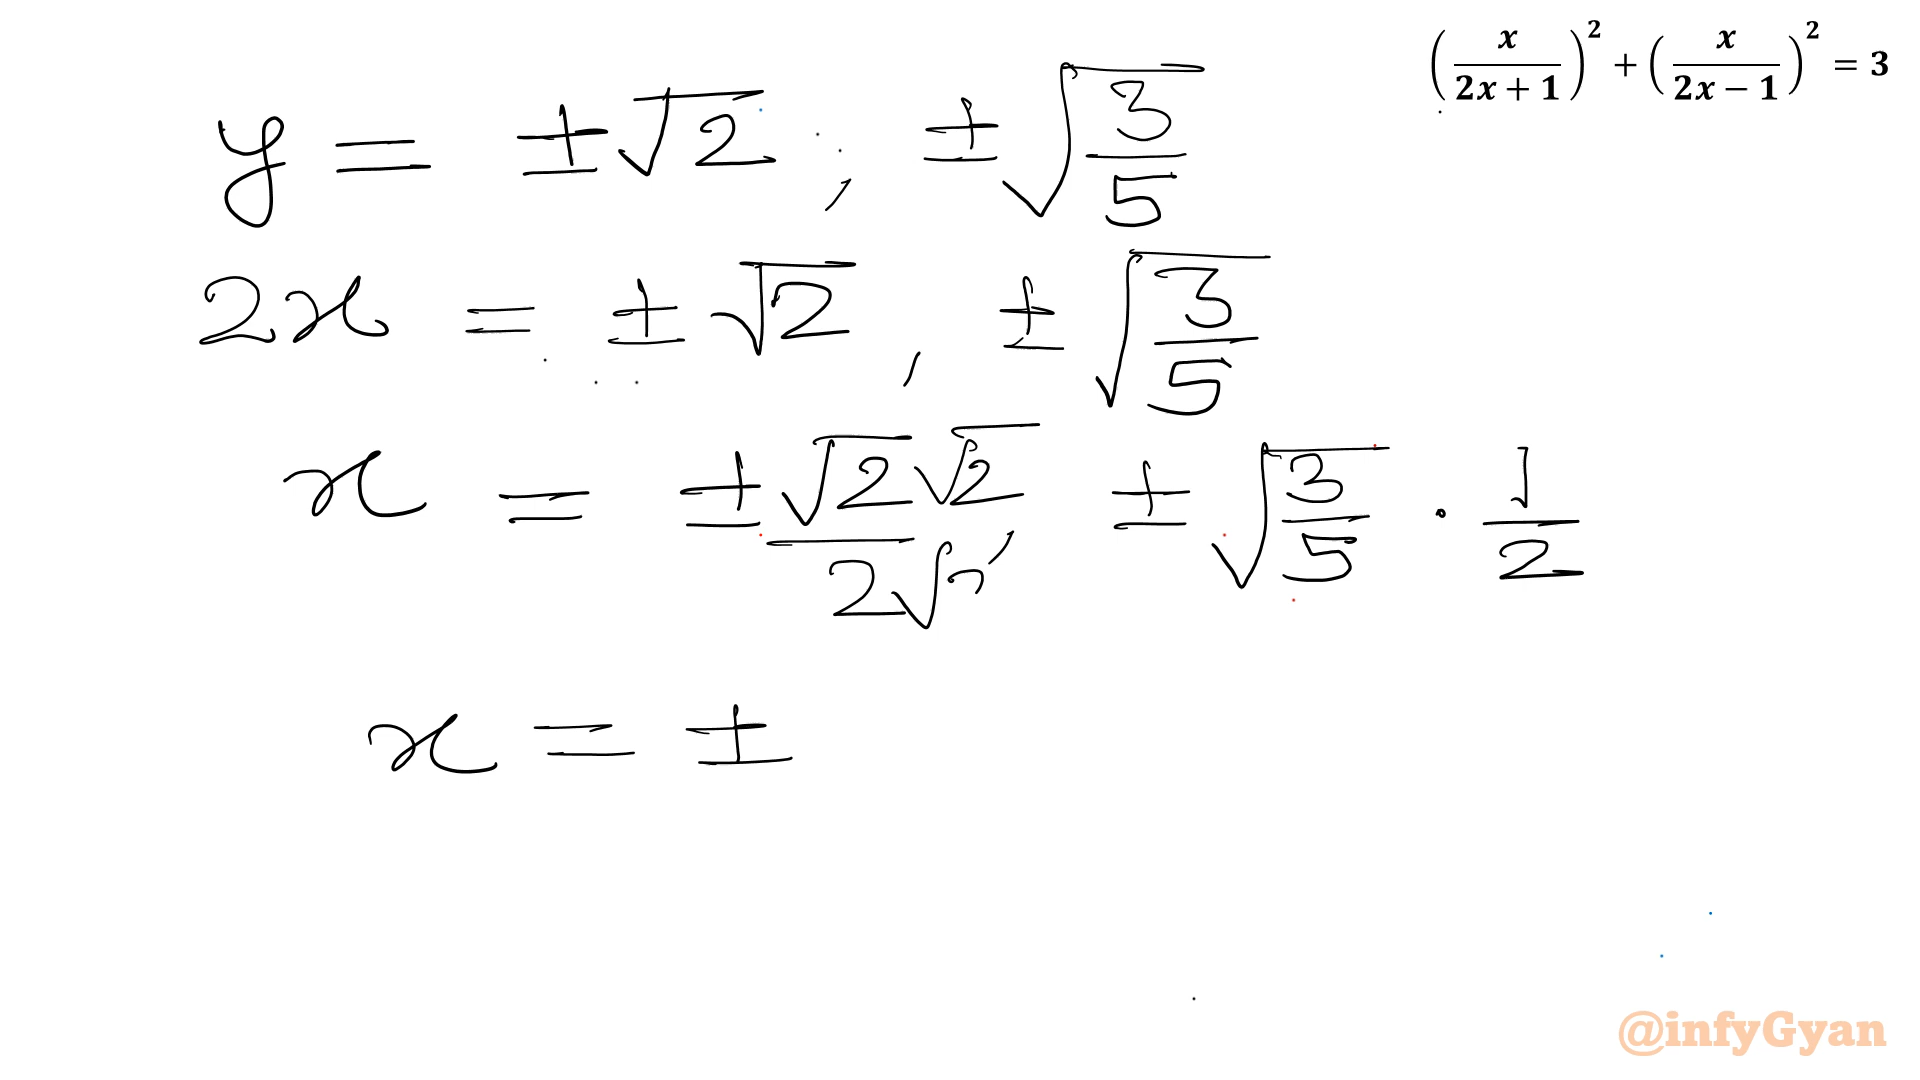 (x/(2x+1))² + (x/(2x−1))² = 3
y = ±√2 , ±√(3/5)
2x = ±√2 , ±√(3/5)
x = ±(√2√2)/(2√2) , ±√(3/5) · 1/2
x = ±
@infyGyan